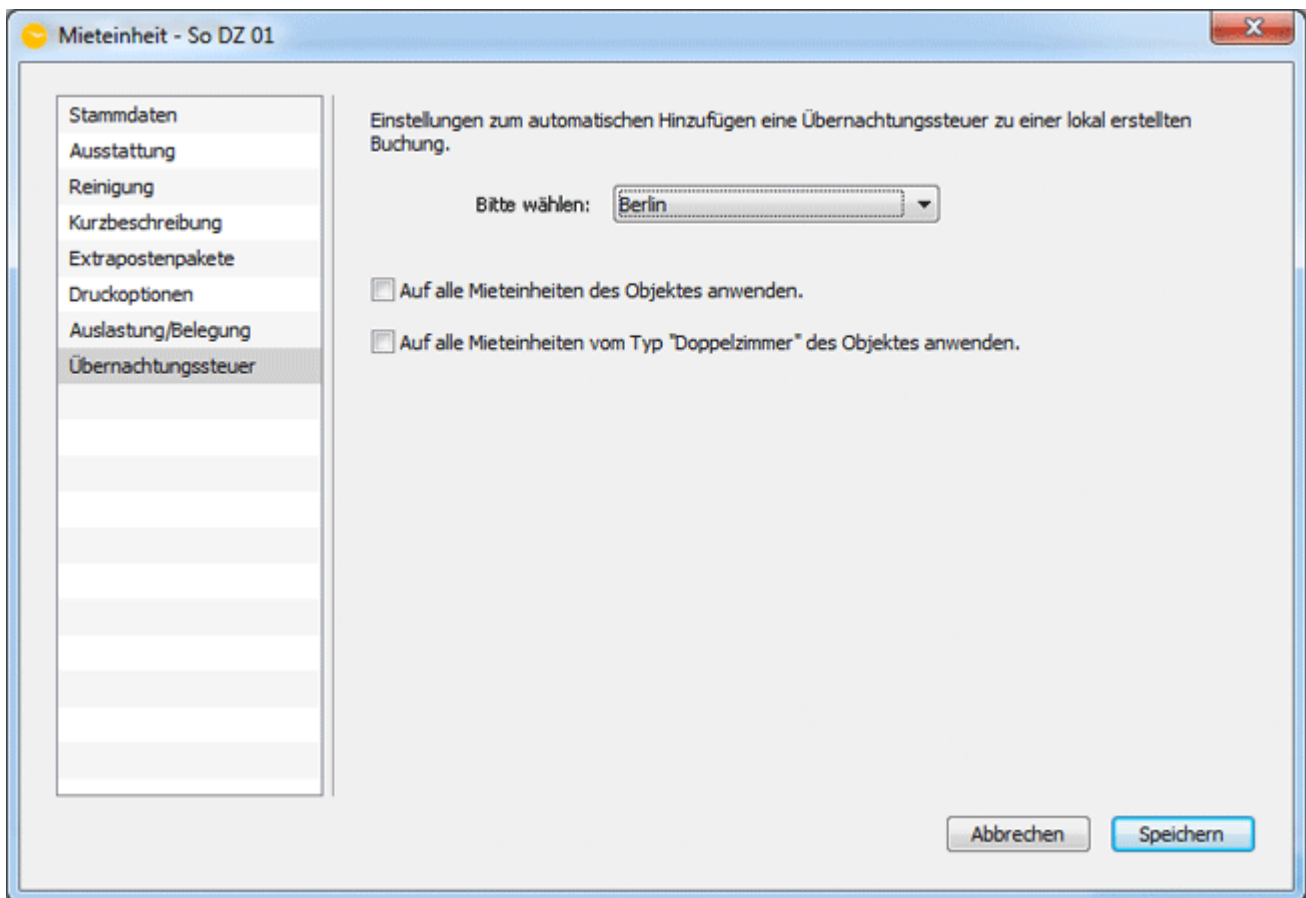 Mieteinheit - So DZ 01
Stammdaten
Ausstattung
Reinigung
Kurzbeschreibung
Extrapostenpakete
Druckoptionen
Auslastung/Belegung
Übernachtungssteuer
Einstellungen zum automatischen Hinzufügen eine Übernachtungssteuer zu einer lokal erstellten
Buchung.
Bitte wählen: Berlin
Auf alle Mieteinheiten des Objektes anwenden.
Auf alle Mieteinheiten vom Typ "Doppelzimmer" des Objektes anwenden.
Abbrechen Speichern